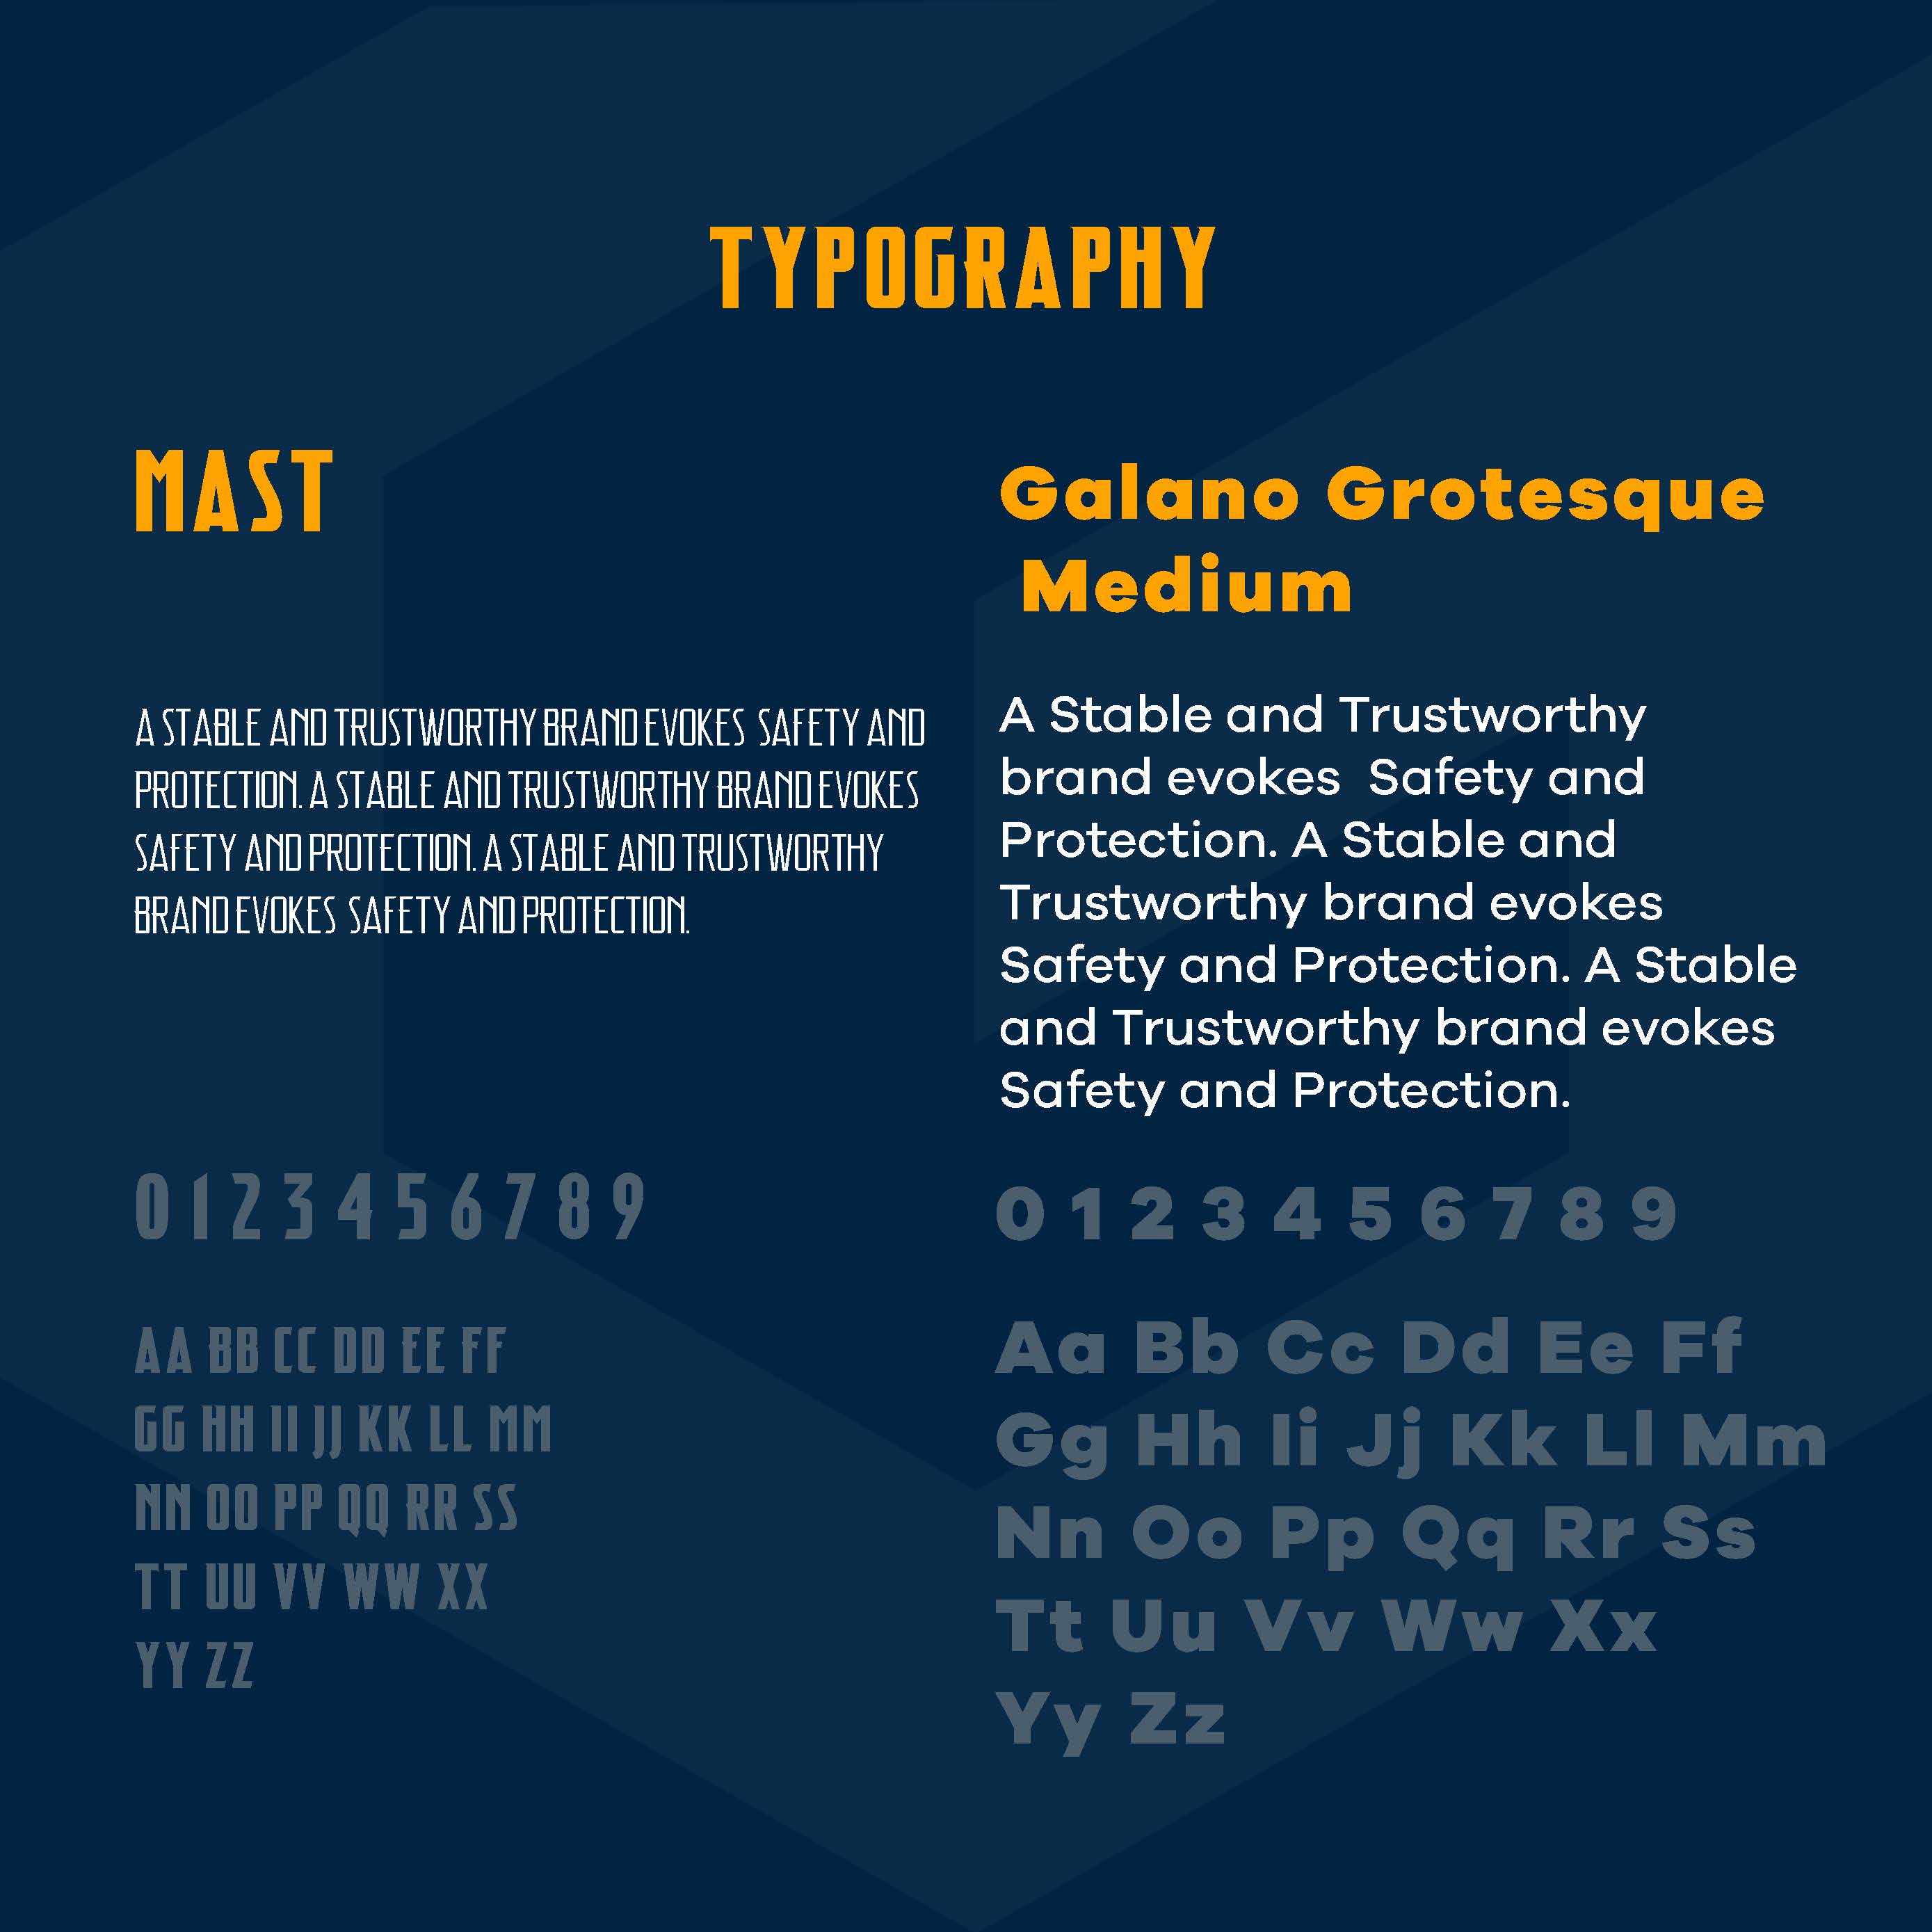 TYPOGRAPHY
MAST
A STABLE AND TRUSTWORTHY BRAND EVOKES SAFETY AND
PROTECTION. A STABLE AND TRUSTWORTHY BRAND EVOKES
SAFETY AND PROTECTION. A STABLE AND TRUSTWORTHY
BRAND EVOKES SAFETY AND PROTECTION.
0 1 2 3 4 5 6 7 8 9
AA BB CC DD EE FF
GG HH II JJ KK LL MM
NN OO PP QQ RR SS
TT UU VV WW XX
YY ZZ
Galano Grotesque
Medium
A Stable and Trustworthy
brand evokes Safety and
Protection. A Stable and
Trustworthy brand evokes
Safety and Protection. A Stable
and Trustworthy brand evokes
Safety and Protection.
0 1 2 3 4 5 6 7 8 9
Aa Bb Cc Dd Ee Ff
Gg Hh Ii Jj Kk Ll Mm
Nn Oo Pp Qq Rr Ss
Tt Uu Vv Ww Xx
Yy Zz